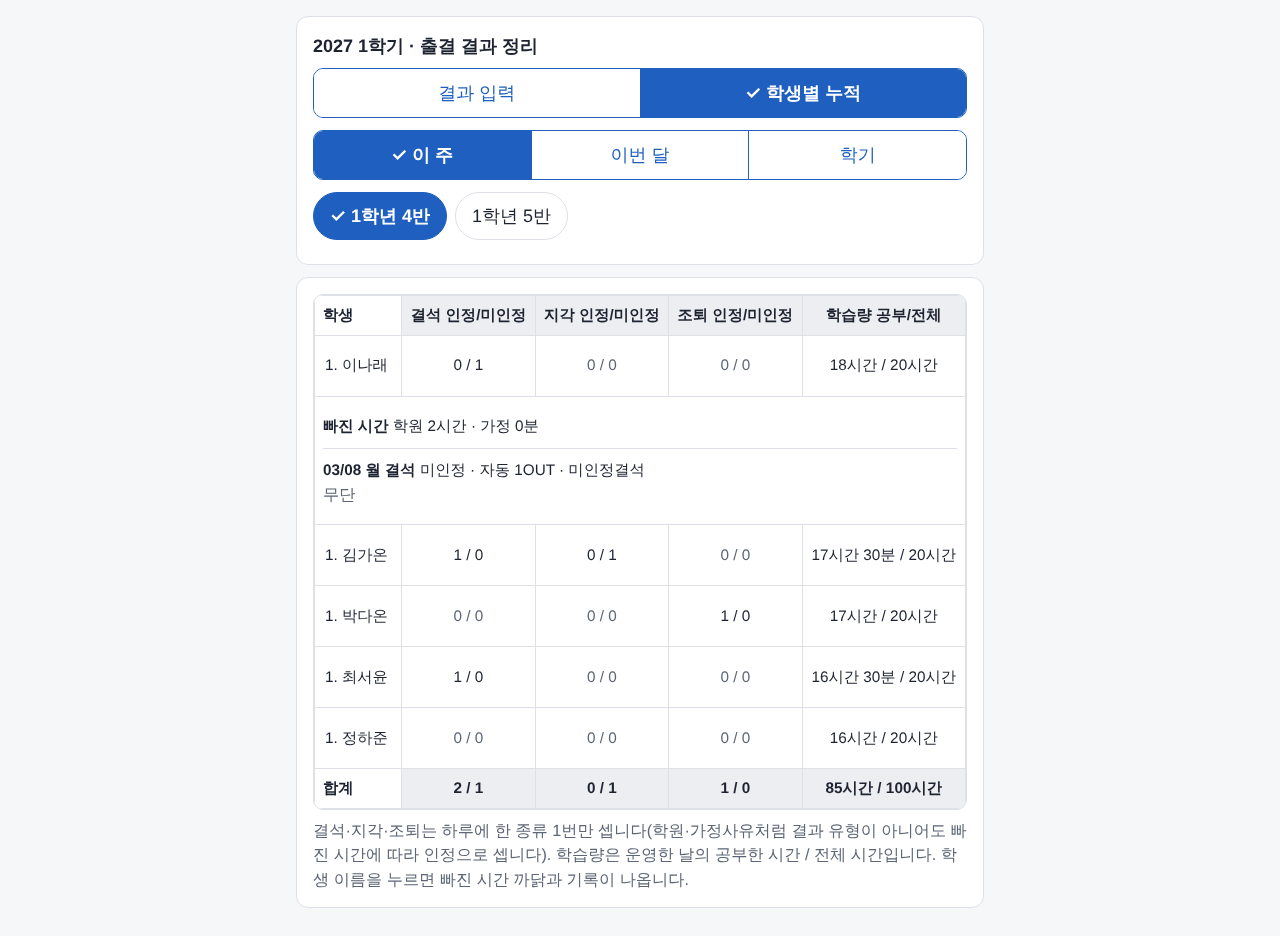 2027 1학기 · 출결 결과 정리
결과 입력
✓ 학생별 누적
✓ 이 주
이번 달
학기
✓ 1학년 4반
1학년 5반
학생 결석 인정/미인정 지각 인정/미인정 조퇴 인정/미인정 학습량 공부/전체
1. 이나래 0 / 1 0 / 0 0 / 0 18시간 / 20시간
빠진 시간 학원 2시간 · 가정 0분
03/08 월 결석 미인정 · 자동 1OUT · 미인정결석
무단
1. 김가온 1 / 0 0 / 1 0 / 0 17시간 30분 / 20시간
1. 박다온 0 / 0 0 / 0 1 / 0 17시간 / 20시간
1. 최서윤 1 / 0 0 / 0 0 / 0 16시간 30분 / 20시간
1. 정하준 0 / 0 0 / 0 0 / 0 16시간 / 20시간
합계 2 / 1 0 / 1 1 / 0 85시간 / 100시간
결석·지각·조퇴는 하루에 한 종류 1번만 셉니다(학원·가정사유처럼 결과 유형이 아니어도 빠
진 시간에 따라 인정으로 셉니다). 학습량은 운영한 날의 공부한 시간 / 전체 시간입니다. 학
생 이름을 누르면 빠진 시간 까닭과 기록이 나옵니다.